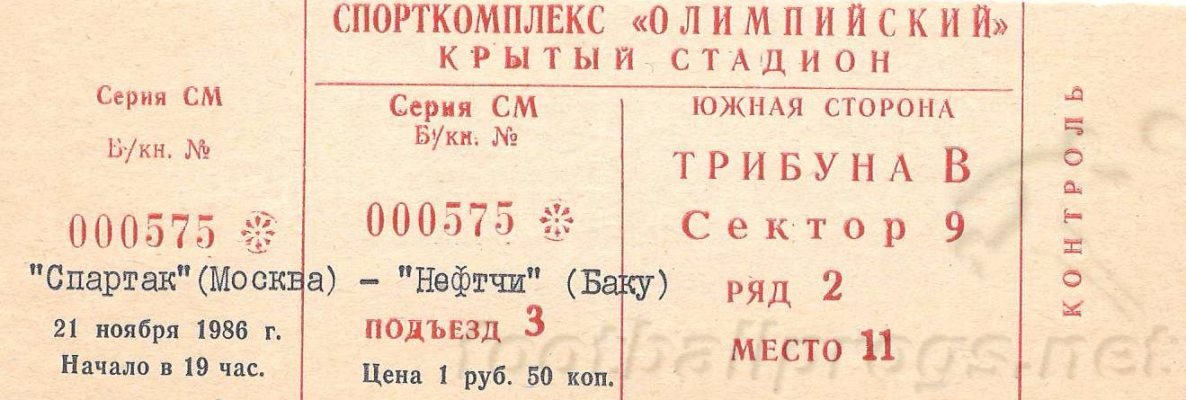 СПОРТКОМПЛЕКС «ОЛИМПИЙСКИЙ»
КРЫТЫЙ СТАДИОН
Серия СМ
Б/кн. №
000575
Серия СМ
Б/кн. №
000575
"Спартак"(Москва) – "Нефтчи" (Баку)
21 ноября 1986 г.
Начало в 19 час.
ПОДЪЕЗД 3
Цена 1 руб. 50 коп.
ЮЖНАЯ СТОРОНА
ТРИБУНА В
Сектор 9
РЯД 2
МЕСТО 11
КОНТРОЛЬ
footballprogs.net